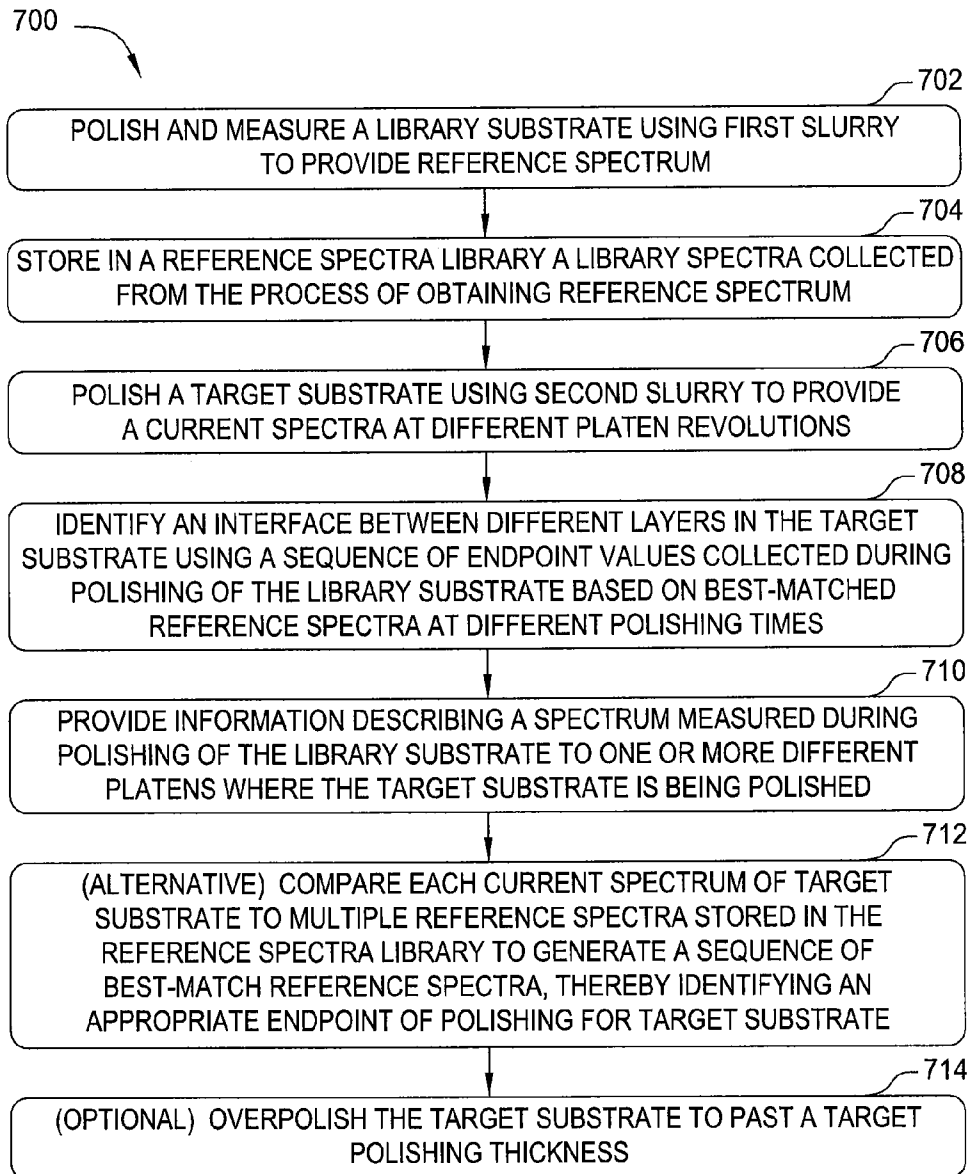 700
702
POLISH AND MEASURE A LIBRARY SUBSTRATE USING FIRST SLURRY
TO PROVIDE REFERENCE SPECTRUM
704
STORE IN A REFERENCE SPECTRA LIBRARY A LIBRARY SPECTRA COLLECTED
FROM THE PROCESS OF OBTAINING REFERENCE SPECTRUM
706
POLISH A TARGET SUBSTRATE USING SECOND SLURRY TO PROVIDE
A CURRENT SPECTRA AT DIFFERENT PLATEN REVOLUTIONS
708
IDENTIFY AN INTERFACE BETWEEN DIFFERENT LAYERS IN THE TARGET
SUBSTRATE USING A SEQUENCE OF ENDPOINT VALUES COLLECTED DURING
POLISHING OF THE LIBRARY SUBSTRATE BASED ON BEST-MATCHED
REFERENCE SPECTRA AT DIFFERENT POLISHING TIMES
710
PROVIDE INFORMATION DESCRIBING A SPECTRUM MEASURED DURING
POLISHING OF THE LIBRARY SUBSTRATE TO ONE OR MORE DIFFERENT
PLATENS WHERE THE TARGET SUBSTRATE IS BEING POLISHED
712
(ALTERNATIVE) COMPARE EACH CURRENT SPECTRUM OF TARGET
SUBSTRATE TO MULTIPLE REFERENCE SPECTRA STORED IN THE
REFERENCE SPECTRA LIBRARY TO GENERATE A SEQUENCE OF
BEST-MATCH REFERENCE SPECTRA, THEREBY IDENTIFYING AN
APPROPRIATE ENDPOINT OF POLISHING FOR TARGET SUBSTRATE
714
(OPTIONAL) OVERPOLISH THE TARGET SUBSTRATE TO PAST A TARGET
POLISHING THICKNESS